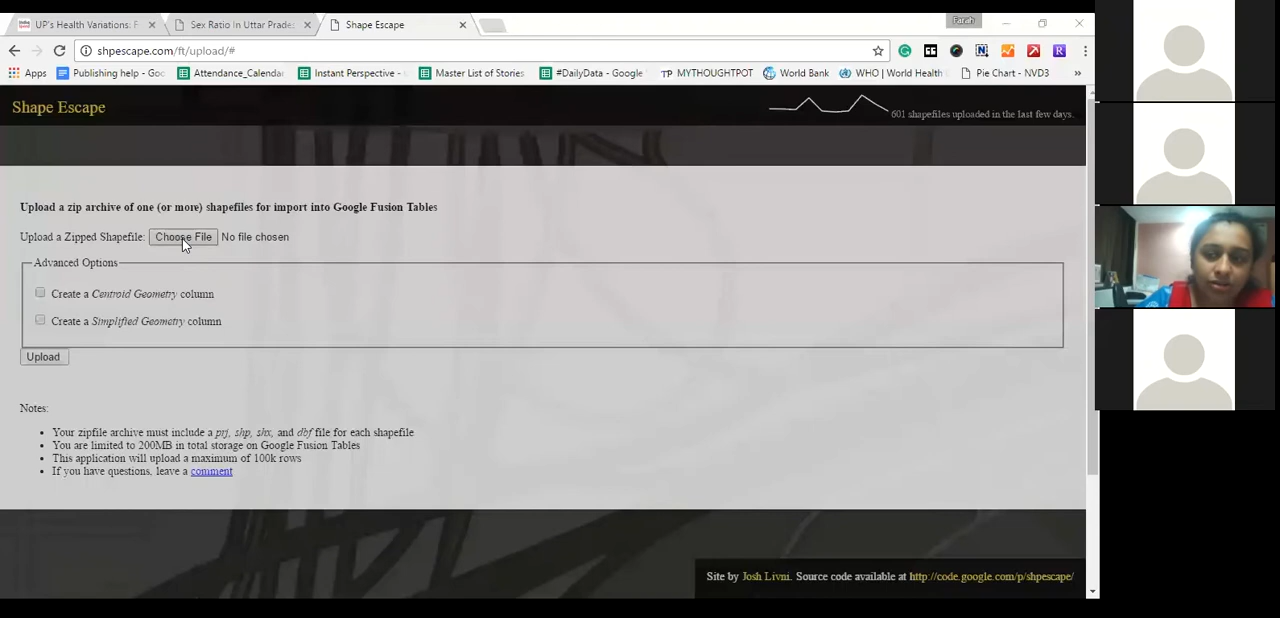 UP's Health Variations: F
Sex Ratio In Uttar Prade
Shape Escape
Farah
shpescape.com/ft/upload/#
Apps Publishing help - Goo Attendance_Calenda Instant Perspective - Master List of Stories #DailyData - Google TP MYTHOUGHTPOT World Bank WHO | World Health Pie Chart - NVD3 »
Shape Escape
601 shapefiles uploaded in the last few days.
Upload a zip archive of one (or more) shapefiles for import into Google Fusion Tables
Upload a Zipped Shapefile: Choose File No file chosen
Advanced Options
Create a Centroid Geometry column
Create a Simplified Geometry column
Upload
Notes:
Your zipfile archive must include a prj, shp, shx, and dbf file for each shapefile
You are limited to 200MB in total storage on Google Fusion Tables
This application will upload a maximum of 100k rows
If you have questions, leave a comment
Site by Josh Livni. Source code available at http://code.google.com/p/shpescape/